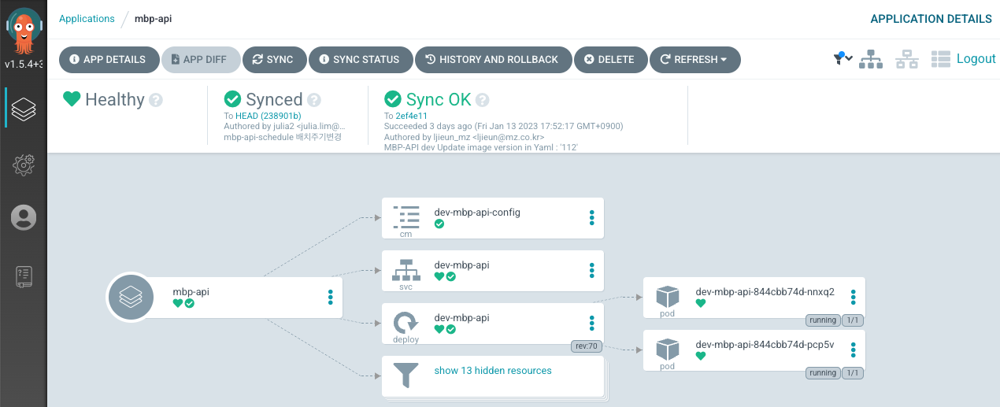 Applications / mbp-api
APPLICATION DETAILS
v1.5.4+3
APP DETAILS
APP DIFF
SYNC
SYNC STATUS
HISTORY AND ROLLBACK
DELETE
REFRESH
Logout
Healthy
Synced
To HEAD (238901b)
Authored by julia2 <julia.lim@...
mbp-api-schedule 배치주기변경
Sync OK
To 2ef4e11
Succeeded 3 days ago (Fri Jan 13 2023 17:52:17 GMT+0900)
Authored by ljieun_mz <ljieun@mz.co.kr>
MBP-API dev Update image version in Yaml : '112'
mbp-api
dev-mbp-api-config
cm
dev-mbp-api
svc
dev-mbp-api
deploy
rev:70
show 13 hidden resources
dev-mbp-api-844cbb74d-nnxq2
pod
running 1/1
dev-mbp-api-844cbb74d-pcp5v
pod
running 1/1